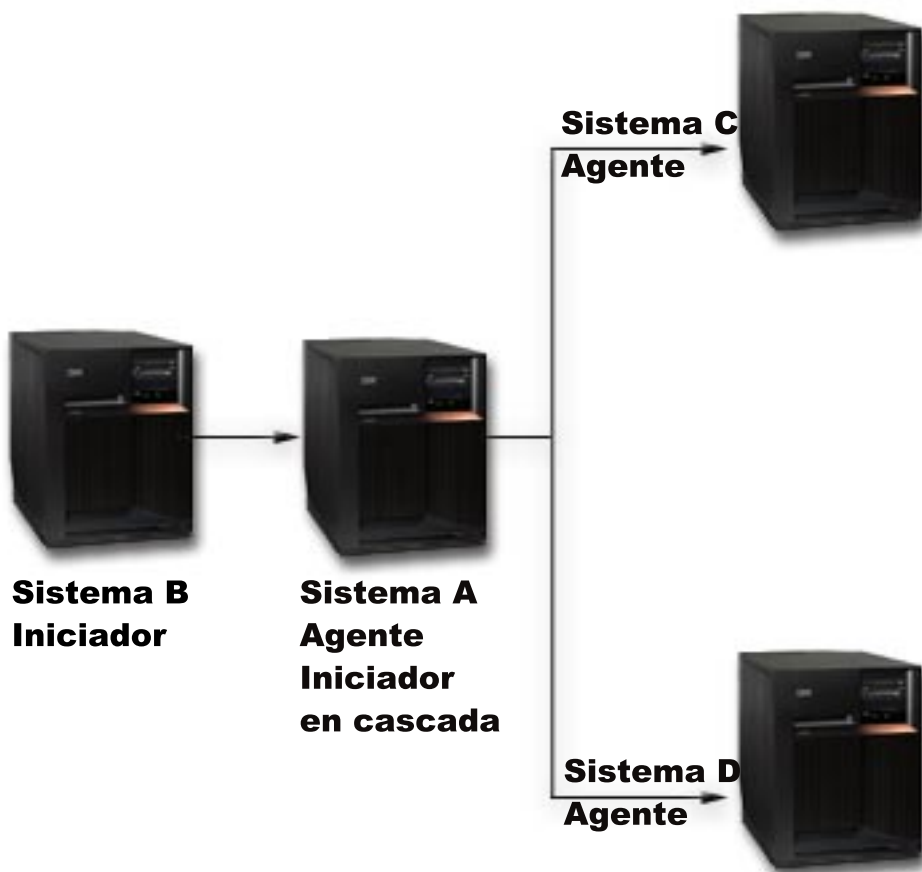 Sistema C
Agente
Sistema B
Iniciador
Sistema A
Agente
Iniciador
en cascada
Sistema D
Agente